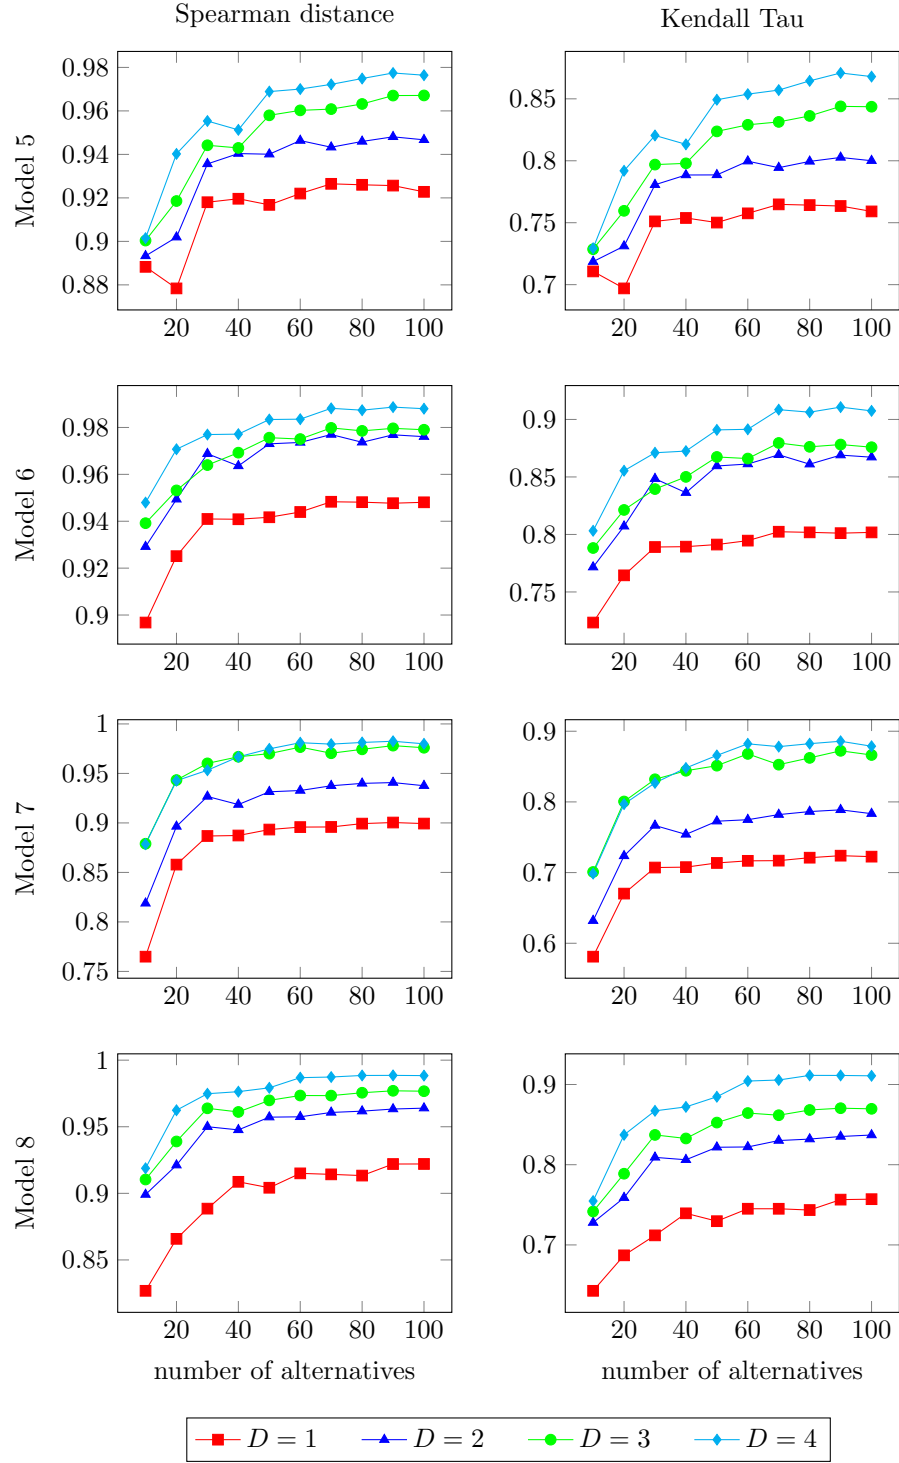 Spearman distance Kendall Tau
Model 5
0.98
0.96
0.94
0.92
0.9
0.88
20 40 60 80 100
0.85
0.8
0.75
0.7
20 40 60 80 100
Model 6
0.98
0.96
0.94
0.92
0.9
20 40 60 80 100
0.9
0.85
0.8
0.75
20 40 60 80 100
Model 7
1
0.95
0.9
0.85
0.8
0.75
20 40 60 80 100
0.9
0.8
0.7
0.6
20 40 60 80 100
Model 8
1
0.95
0.9
0.85
20 40 60 80 100
number of alternatives
0.9
0.8
0.7
20 40 60 80 100
number of alternatives
D = 1 D = 2 D = 3 D = 4